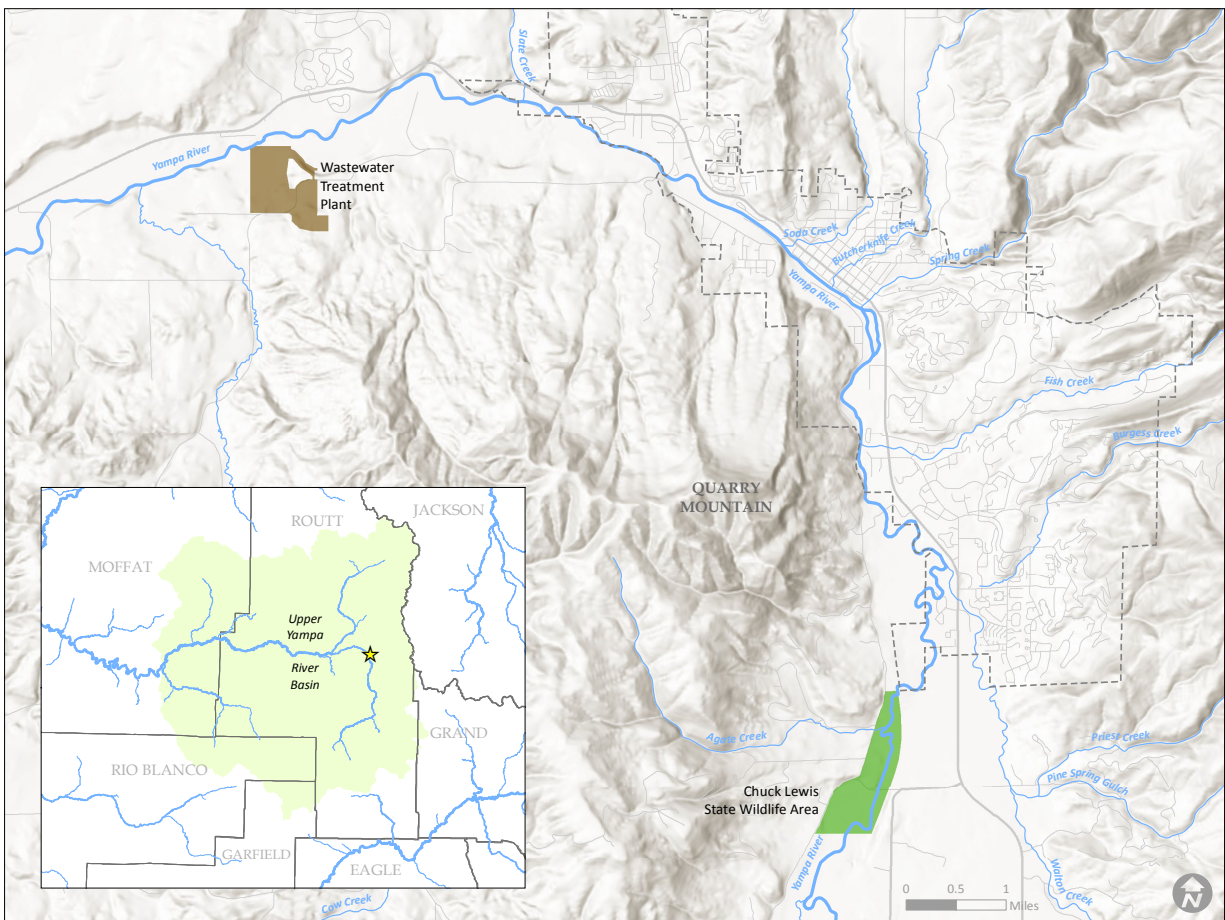 Slate Creek
Yampa River
Wastewater
Treatment
Plant
Soda Creek
Butcherknife Creek
Spring Creek
Yampa River
Fish Creek
Burgess Creek
QUARRY
MOUNTAIN
JACKSON
ROUTT
MOFFAT
Upper
Yampa
River
Basin
GRAND
RIO BLANCO
GARFIELD
EAGLE
Agate Creek
Priest Creek
Pine Spring Gulch
Chuck Lewis
State Wildlife Area
Yampa River
Walton Creek
Cow Creek
0 0.5 1
Miles
N